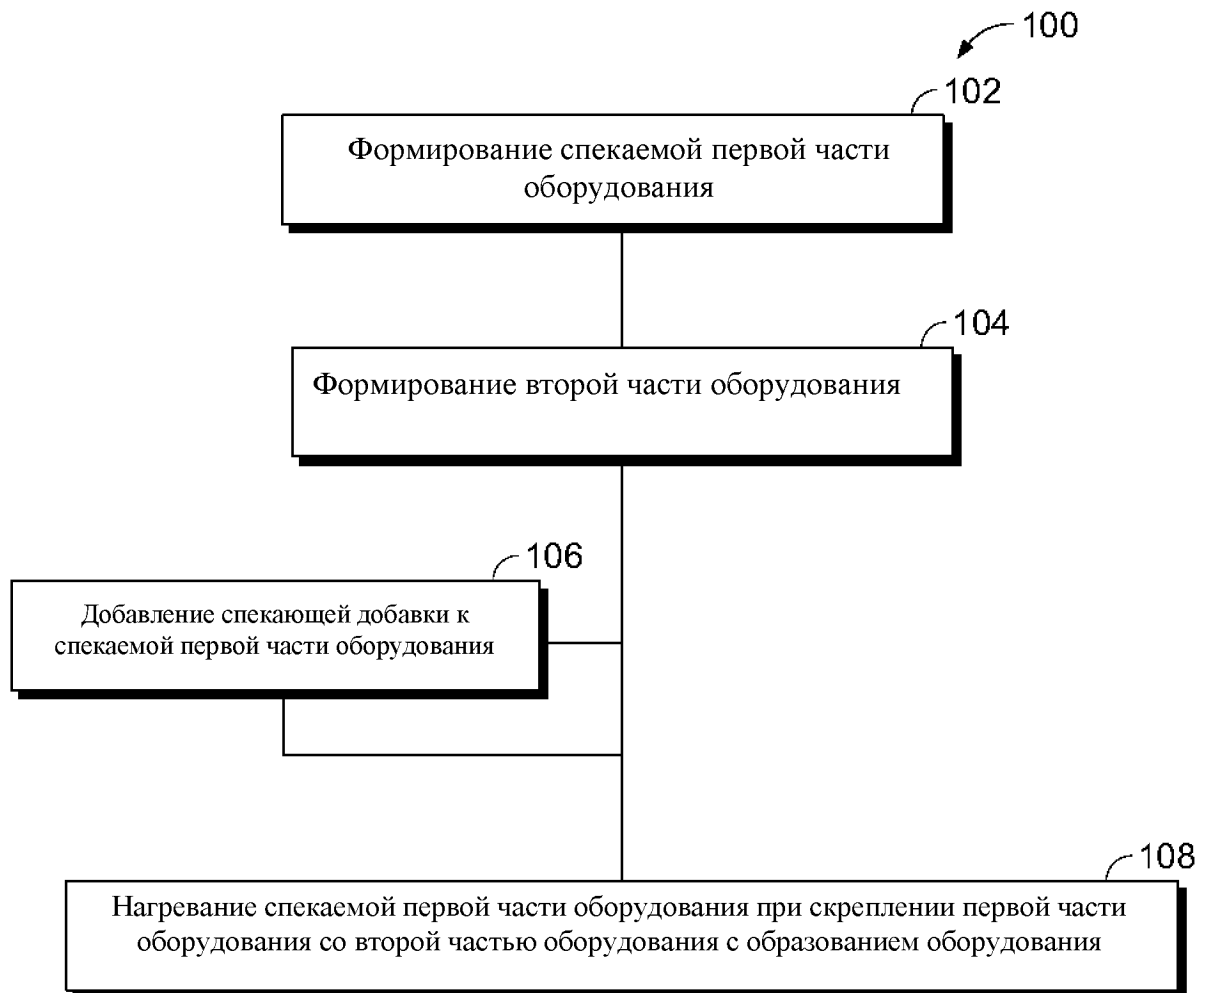 100
102
Формирование спекаемой первой части
оборудования
104
Формирование второй части оборудования
106
Добавление спекающей добавки к
спекаемой первой части оборудования
108
Нагревание спекаемой первой части оборудования при скреплении первой части
оборудования со второй частью оборудования с образованием оборудования